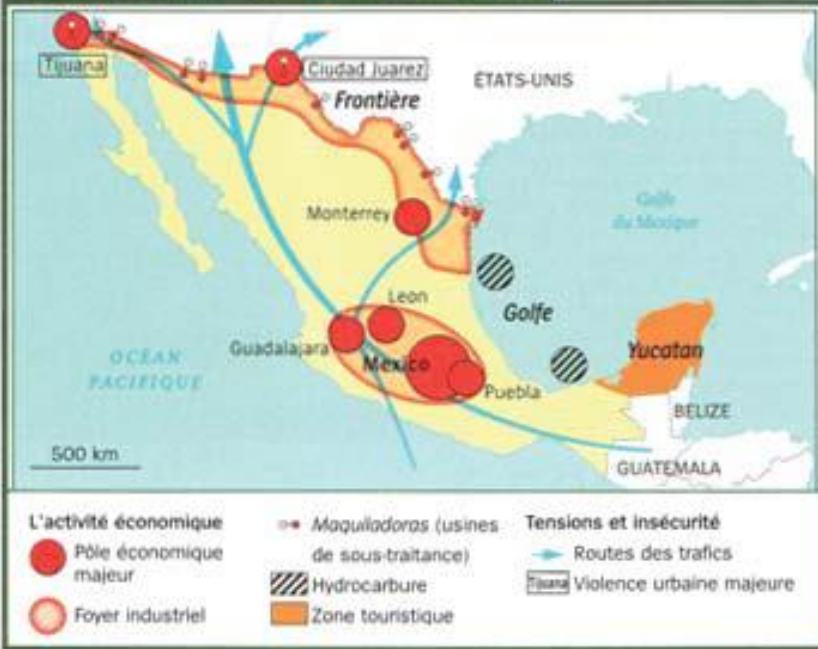 Tijuana
Ciudad Juarez
ÉTATS-UNIS
Frontière
Monterrey
Golfe
du Mexique
Leon
Golfe
Guadalajara
Mexico
Yucatan
OCÉAN
PACIFIQUE
Puebla
BELIZE
500 km
GUATEMALA
L'activité économique
Pôle économique
majeur
Foyer industriel
Maquiladoras (usines
de sous-traitance)
Hydrocarbure
Zone touristique
Tensions et insécurité
Routes des trafics
Tijuana Violence urbaine majeure